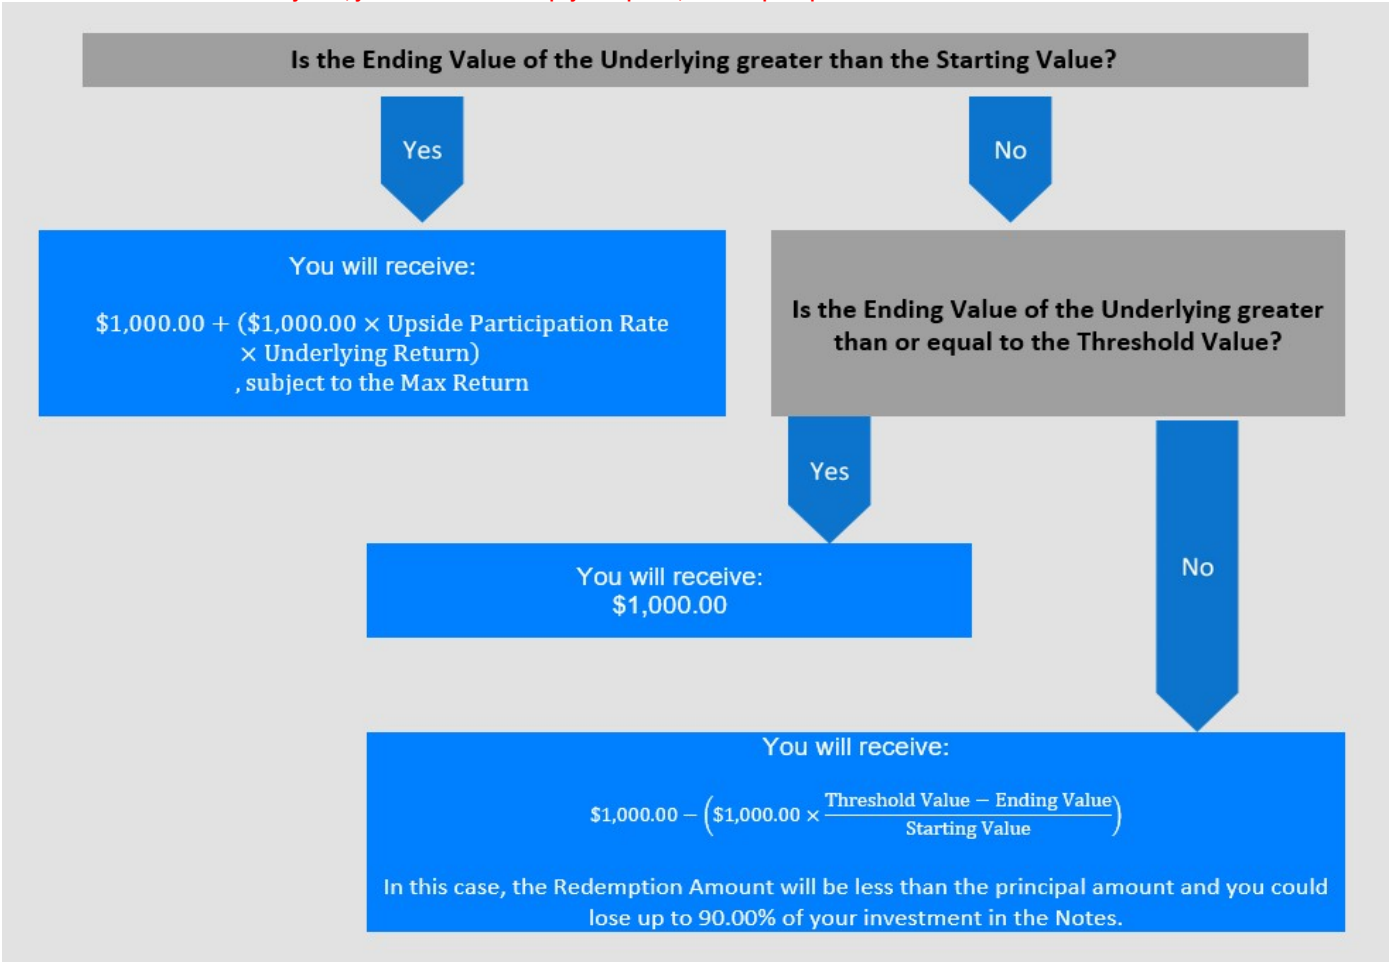 Is the Ending Value of the Underlying greater than the Starting Value?
Yes
No
You will receive:
$1,000.00 + ($1,000.00 × Upside Participation Rate
× Underlying Return)
, subject to the Max Return
Is the Ending Value of the Underlying greater
than or equal to the Threshold Value?
Yes
No
You will receive:
$1,000.00
You will receive:
$1,000.00 − ($1,000.00 × Threshold Value − Ending Value
Starting Value)
In this case, the Redemption Amount will be less than the principal amount and you could
lose up to 90.00% of your investment in the Notes.